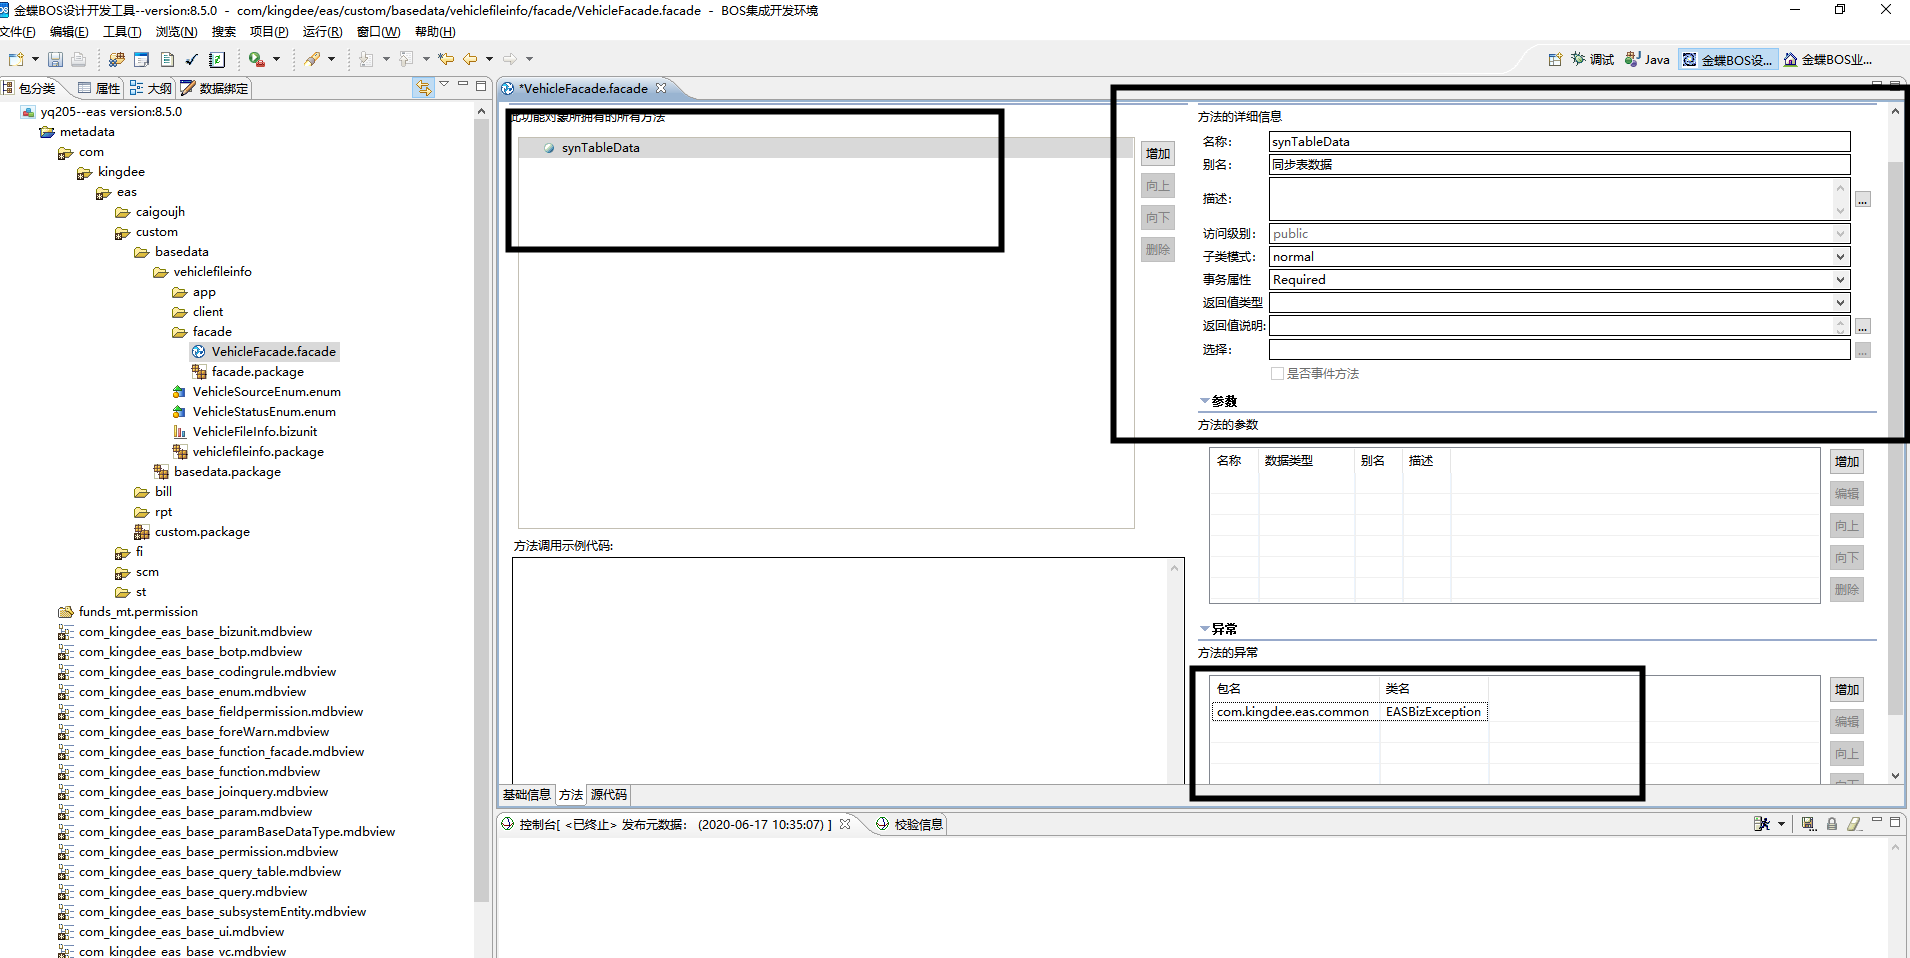 金蝶BOS设计开发工具--version:8.5.0 - com/kingdee/eas/custom/basedata/vehiclefileinfo/facade/VehicleFacade.facade - BOS集成开发环境
文件(F) 编辑(E) 工具(T) 浏览(N) 搜索 项目(P) 运行(R) 窗口(W) 帮助(H)
调试 Java 金蝶BOS设... 金蝶BOS业...
包分类 属性 大纲 数据绑定
yq205--eas version:8.5.0
metadata
com
kingdee
eas
caigoujh
custom
basedata
vehiclefileinfo
app
client
facade
VehicleFacade.facade
facade.package
VehicleSourceEnum.enum
VehicleStatusEnum.enum
VehicleFileInfo.bizunit
vehiclefileinfo.package
basedata.package
bill
rpt
custom.package
fi
scm
st
funds_mt.permission
com_kingdee_eas_base_bizunit.mdbview
com_kingdee_eas_base_botp.mdbview
com_kingdee_eas_base_codingrule.mdbview
com_kingdee_eas_base_enum.mdbview
com_kingdee_eas_base_fieldpermission.mdbview
com_kingdee_eas_base_foreWarn.mdbview
com_kingdee_eas_base_function_facade.mdbview
com_kingdee_eas_base_function.mdbview
com_kingdee_eas_base_joinquery.mdbview
com_kingdee_eas_base_param.mdbview
com_kingdee_eas_base_paramBaseDataType.mdbview
com_kingdee_eas_base_permission.mdbview
com_kingdee_eas_base_query_table.mdbview
com_kingdee_eas_base_query.mdbview
com_kingdee_eas_base_subsystemEntity.mdbview
com_kingdee_eas_base_ui.mdbview
com_kingdee_eas_base_vc.mdbview
*VehicleFacade.facade
此功能对象所拥有的所有方法
synTableData
增加
向上
向下
删除
方法调用示例代码:
基础信息 方法 源代码
方法的详细信息
名称: synTableData
别名: 同步表数据
描述: ...
访问级别: public
子类模式: normal
事务属性 Required
返回值类型
返回值说明: ...
选择: ...
是否事件方法
参数
方法的参数
名称 数据类型 别名 描述
增加
编辑
向上
向下
删除
异常
方法的异常
包名 类名
com.kingdee.eas.common EASBizException
增加
编辑
向上
向下
控制台[ <已终止> 发布元数据: (2020-06-17 10:35:07) ] 校验信息